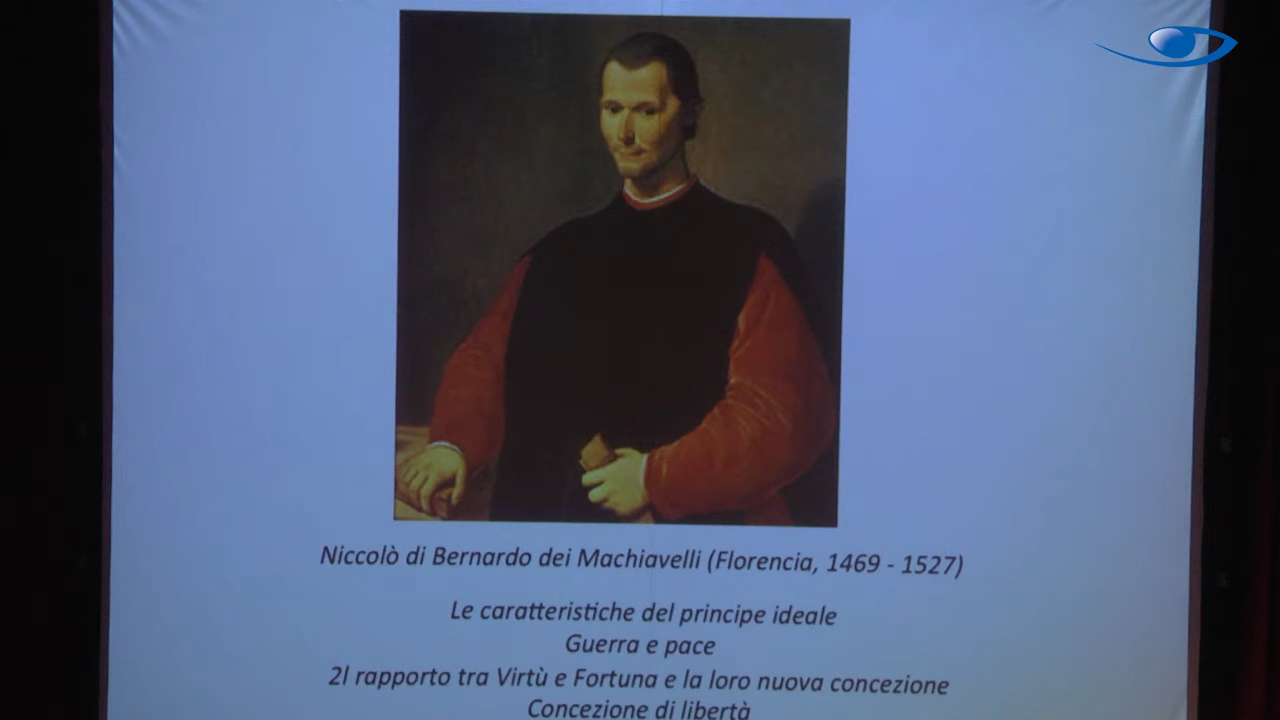 Niccolò di Bernardo dei Machiavelli (Florencia, 1469 - 1527)
Le caratteristiche del principe ideale
Guerra e pace
2l rapporto tra Virtù e Fortuna e la loro nuova concezione
Concezione di libertà